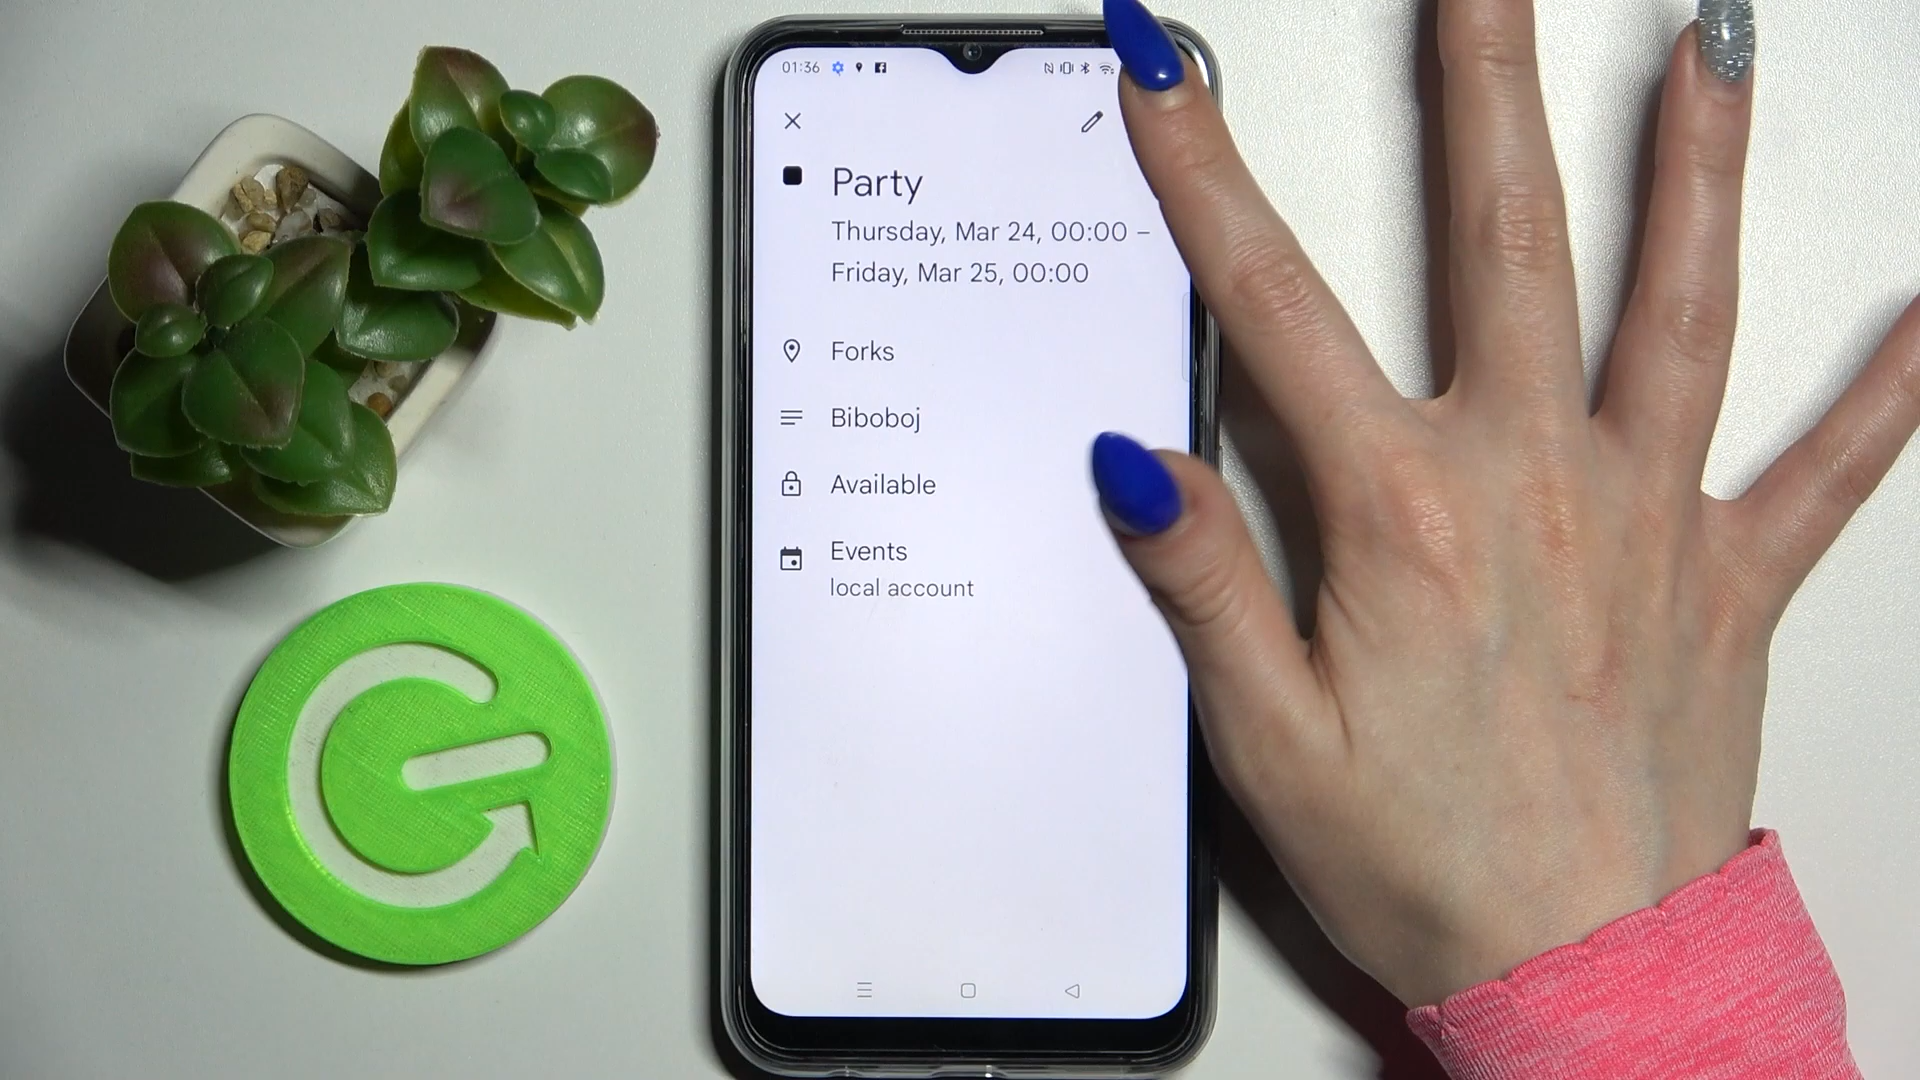 01:36
Party
Thursday, Mar 24, 00:00 –
Friday, Mar 25, 00:00
Forks
Biboboj
Available
Events
local account